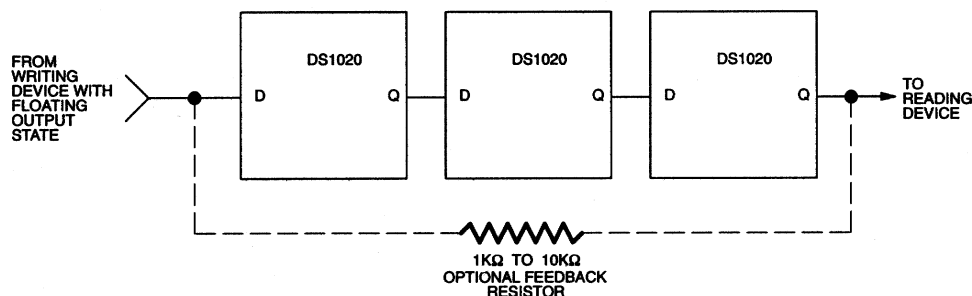 DS1020
DS1020
DS1020
FROM
WRITING
DEVICE WITH
FLOATING
OUTPUT
STATE
D
Q
D
Q
D
Q
TO
READING
DEVICE
1KΩ TO 10KΩ
OPTIONAL FEEDBACK
RESISTOR